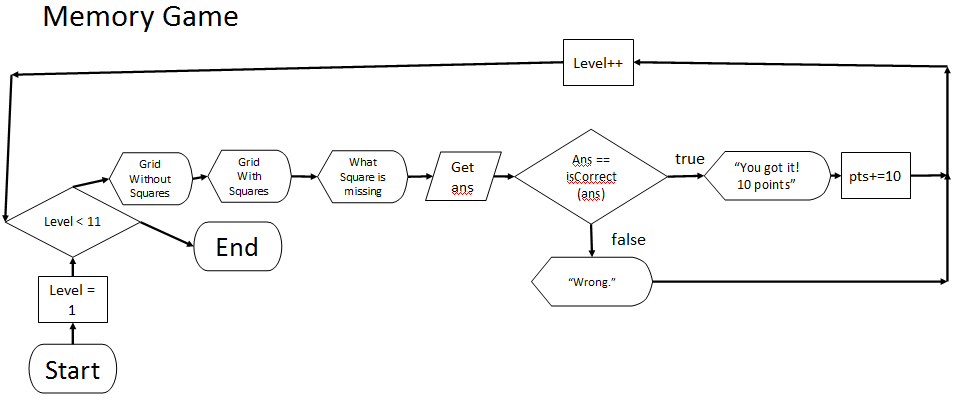 Memory Game
Level++
Grid
Without
Squares
Grid
With
Squares
What
Square is
missing
Get
ans
Ans ==
isCorrect
(ans)
true
"You got it!
10 points"
pts+=10
Level < 11
End
false
"Wrong."
Level =
1
Start